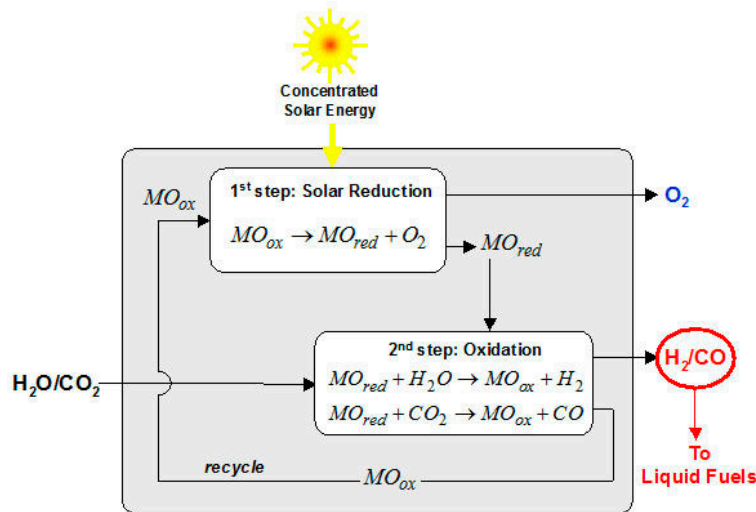 Concentrated
Solar Energy
1st step: Solar Reduction
MOox
MOox → MOred + O2
O2
MOred
2nd step: Oxidation
MOred + H2O → MOox + H2
MOred + CO2 → MOox + CO
H2O/CO2
H2/CO
recycle
MOox
To
Liquid Fuels